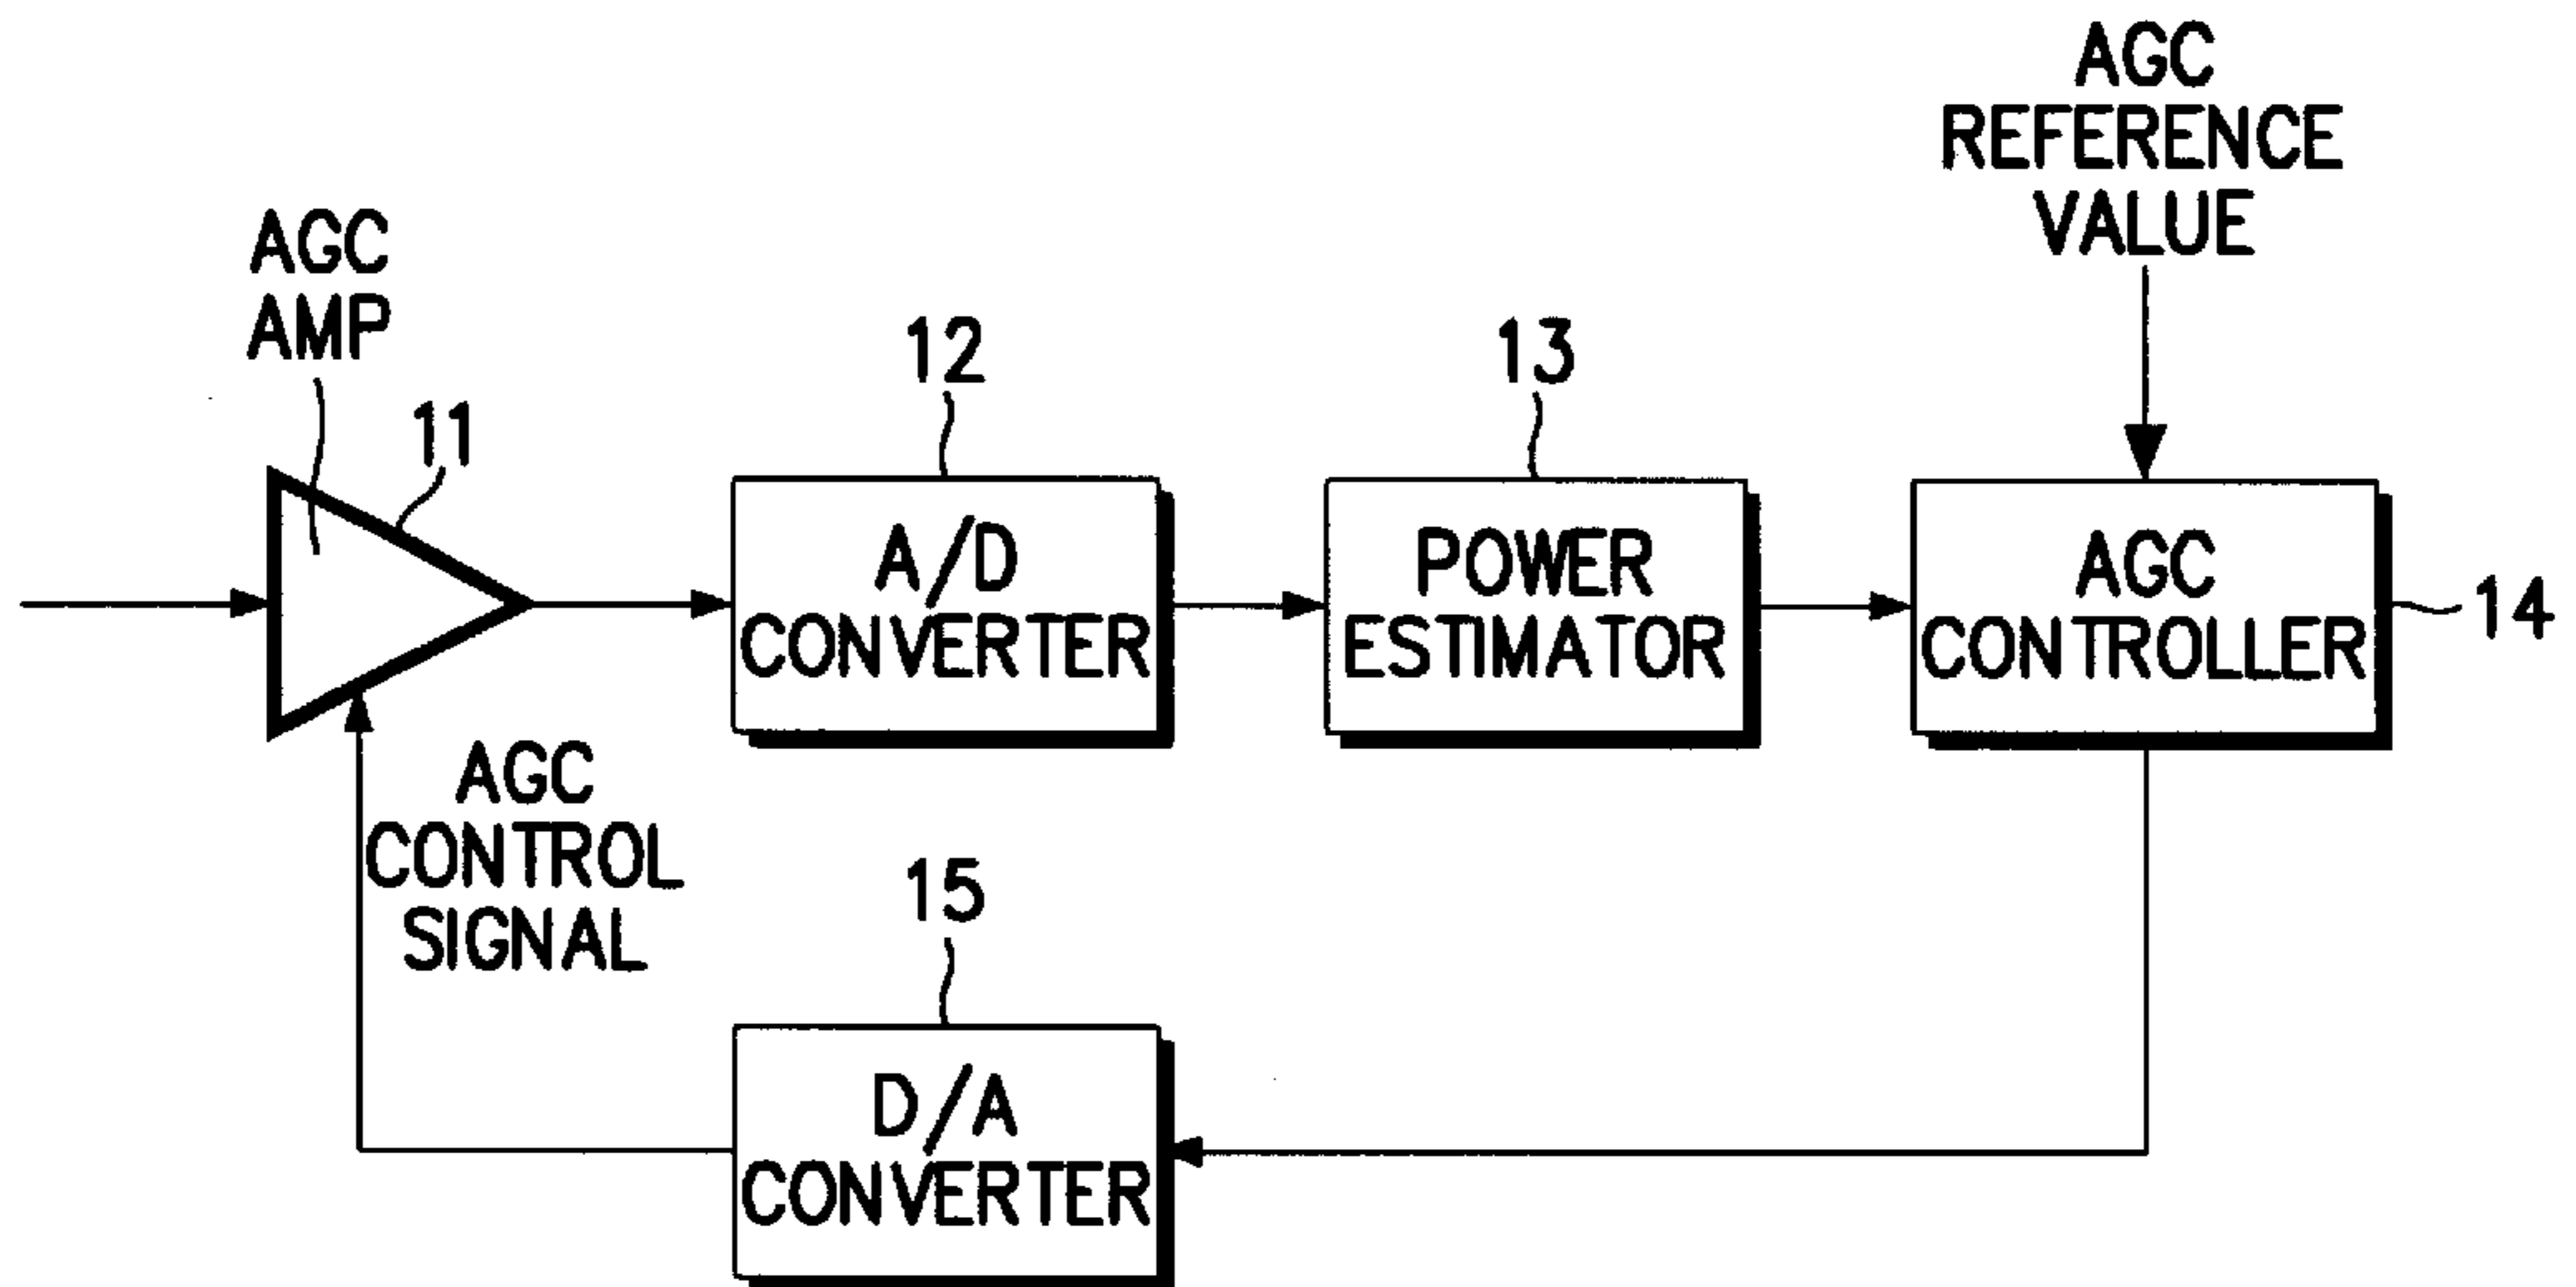 AGC
REFERENCE
VALUE
AGC
AMP
11
12
13
A/D
CONVERTER
POWER
ESTIMATOR
AGC
CONTROLLER
14
AGC
CONTROL
SIGNAL
15
D/A
CONVERTER